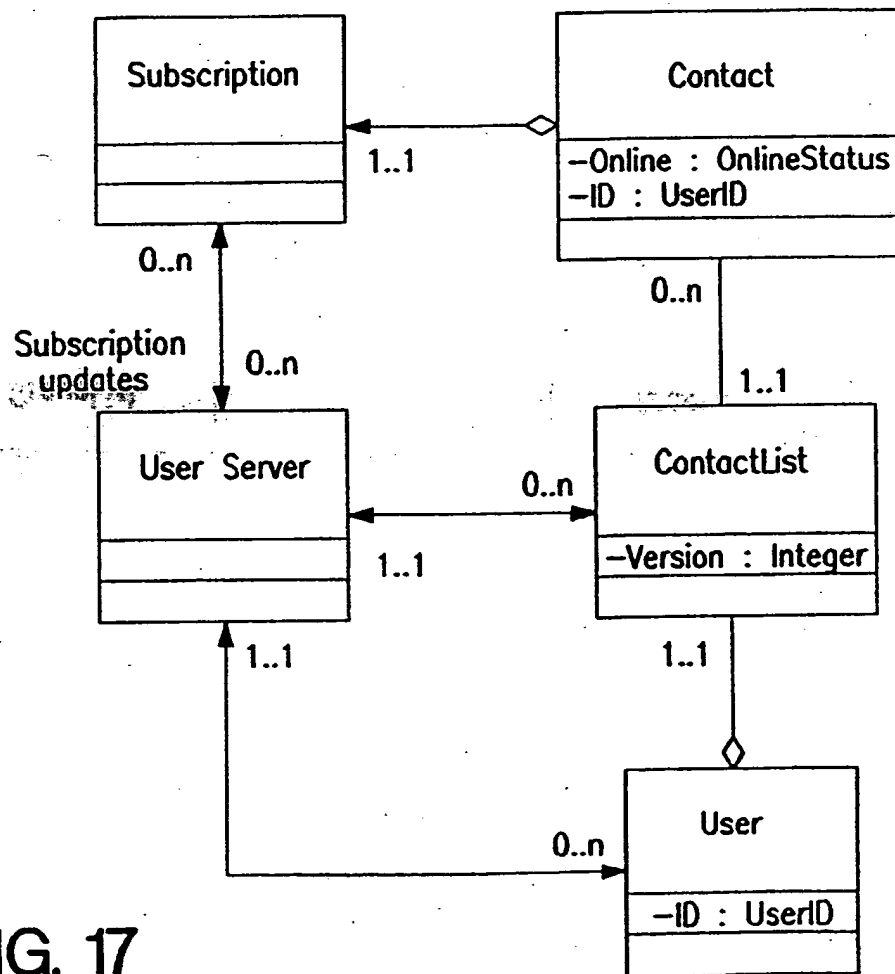 Subscription
Contact
1..1
–Online : OnlineStatus
–ID : UserID
0..n
0..n
Subscription
updates
0..n
1..1
User Server
ContactList
0..n
1..1
–Version : Integer
1..1
1..1
0..n
User
–ID : UserID
IG. 17